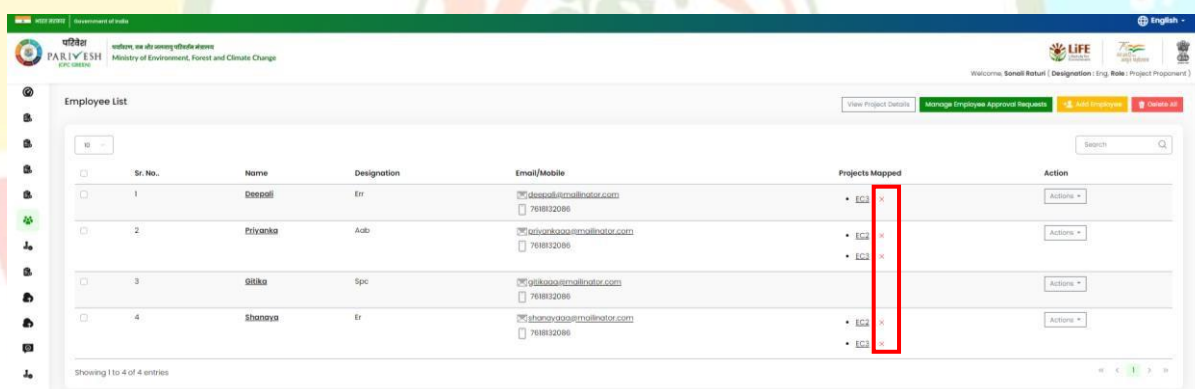 भारत सरकार Government of India
English
परिवेश
PARIVESH
(CPC GREEN)
पर्यावरण, वन और जलवायु परिवर्तन मंत्रालय
Ministry of Environment, Forest and Climate Change
LiFE
Welcome, Sonali Raturi ( Designation : Eng, Role : Project Proponent )
Employee List
View Project Details
Manage Employee Approval Requests
Add Employee
Delete All
10
Search
Sr. No.. Name Designation Email/Mobile Projects Mapped Action
1 Deepali Err deepali@mailinator.com EC3 × Actions
7618132086
2 Priyanka Aab priyankaaa@mailinator.com EC2 × Actions
7618132086 EC3 ×
3 Gitika Spc gitikaaa@mailinator.com Actions
7618132086
4 Shanaya Er shanayaaa@mailinator.com EC2 × Actions
7618132086 EC3 ×
Showing 1 to 4 of 4 entries
« < 1 > »